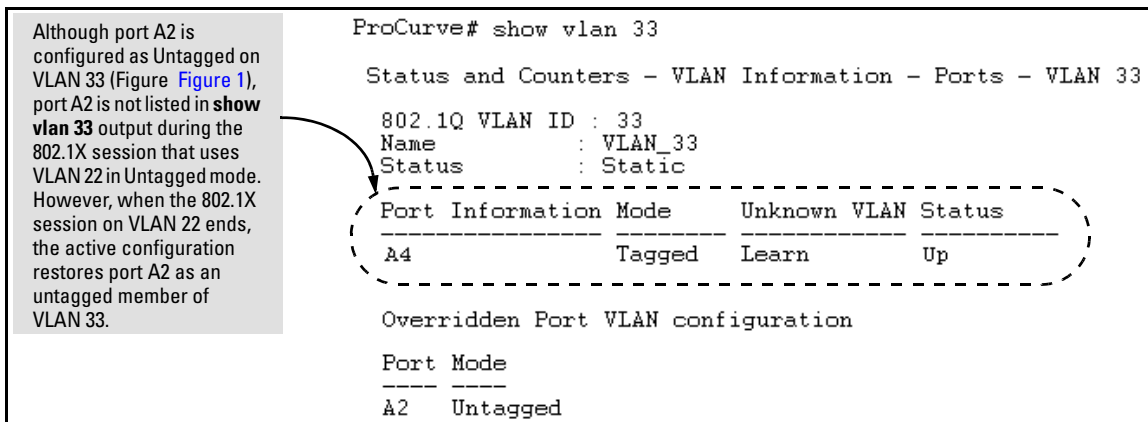 Although port A2 is
configured as Untagged on
VLAN 33 (Figure Figure 1),
port A2 is not listed in show
vlan 33 output during the
802.1X session that uses
VLAN 22 in Untagged mode.
However, when the 802.1X
session on VLAN 22 ends,
the active configuration
restores port A2 as an
untagged member of
VLAN 33.
ProCurve# show vlan 33
Status and Counters - VLAN Information - Ports - VLAN 33
802.1Q VLAN ID : 33
Name : VLAN_33
Status : Static
Port Information Mode Unknown VLAN Status
---------------- -------- ------------ ----------
A4 Tagged Learn Up
Overridden Port VLAN configuration
Port Mode
---- ----
A2 Untagged